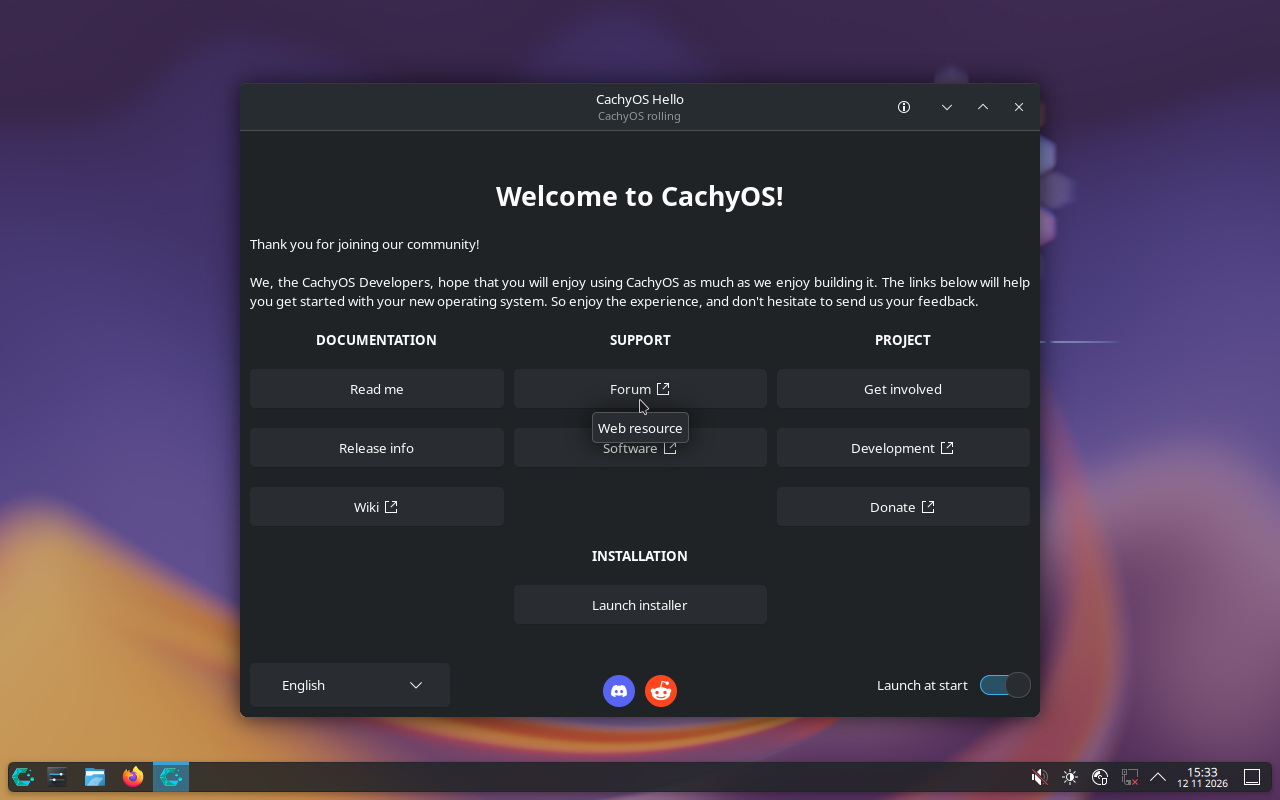 CachyOS Hello
CachyOS rolling
Welcome to CachyOS!
Thank you for joining our community!
We, the CachyOS Developers, hope that you will enjoy using CachyOS as much as we enjoy building it. The links below will help
you get started with your new operating system. So enjoy the experience, and don't hesitate to send us your feedback.
DOCUMENTATION
SUPPORT
PROJECT
Read me
Forum
Get involved
Web resource
Release info
Software
Development
Wiki
Donate
INSTALLATION
Launch installer
English
Launch at start
15:33
12 11 2026